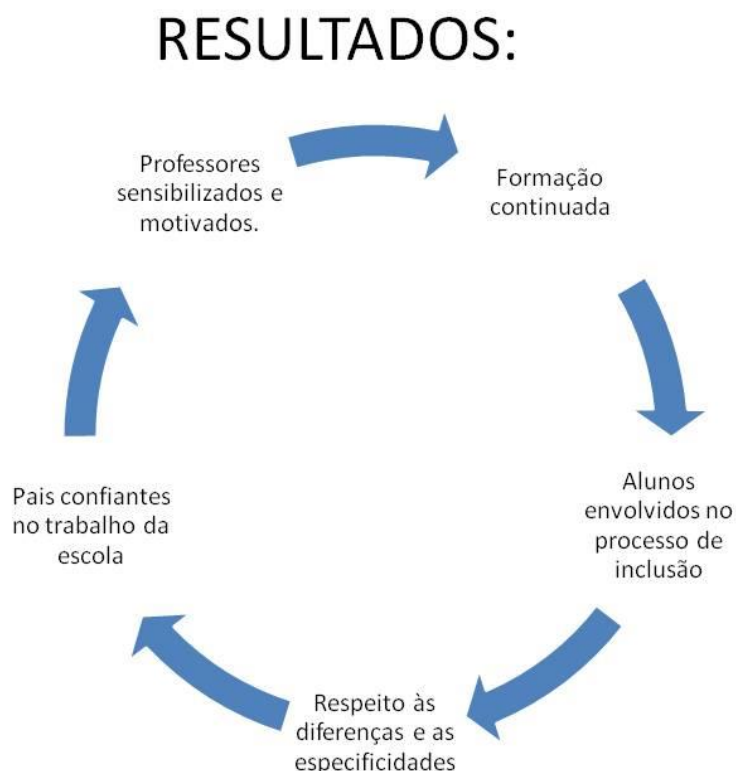 RESULTADOS:
Professores
sensibilizados e
motivados.
Formação
continuada
Alunos
envolvidos no
processo de
inclusão
Respeito às
diferenças e as
especificidades
Pais confiantes
no trabalho da
escola